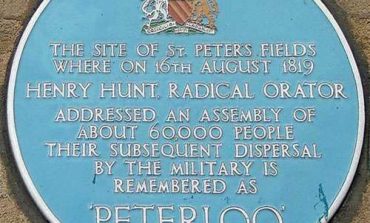 THE SITE OF ST. PETERS FIELDS
WHERE ON 16TH AUGUST 1819
HENRY HUNT, RADICAL ORATOR
ADDRESSED AN ASSEMBLY OF
ABOUT 60,000 PEOPLE
THEIR SUBSEQUENT DISPERSAL
BY THE MILITARY IS
REMEMBERED AS
'PETERLOO'